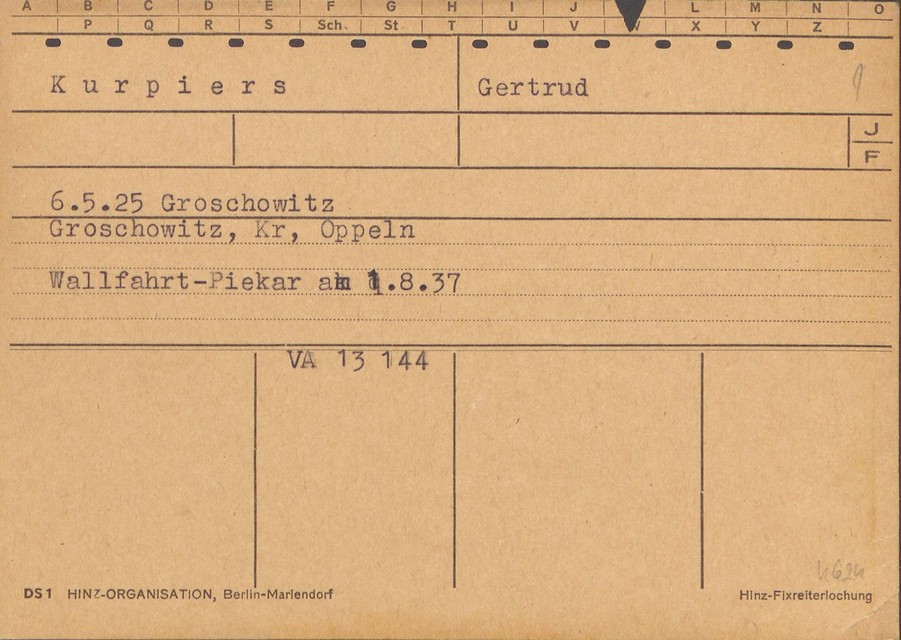 A B C D E F G H I J L M N O
P Q R S Sch. St. T U V W X Y Z
Kurpiers Gertrud
J
F
6.5.25 Groschowitz
Groschowitz, Kr, Oppeln
Wallfahrt-Piekar am 1.8.37
VA 13 144
DS1 HINZ-ORGANISATION, Berlin-Mariendorf Hinz-Fixreiterlochung